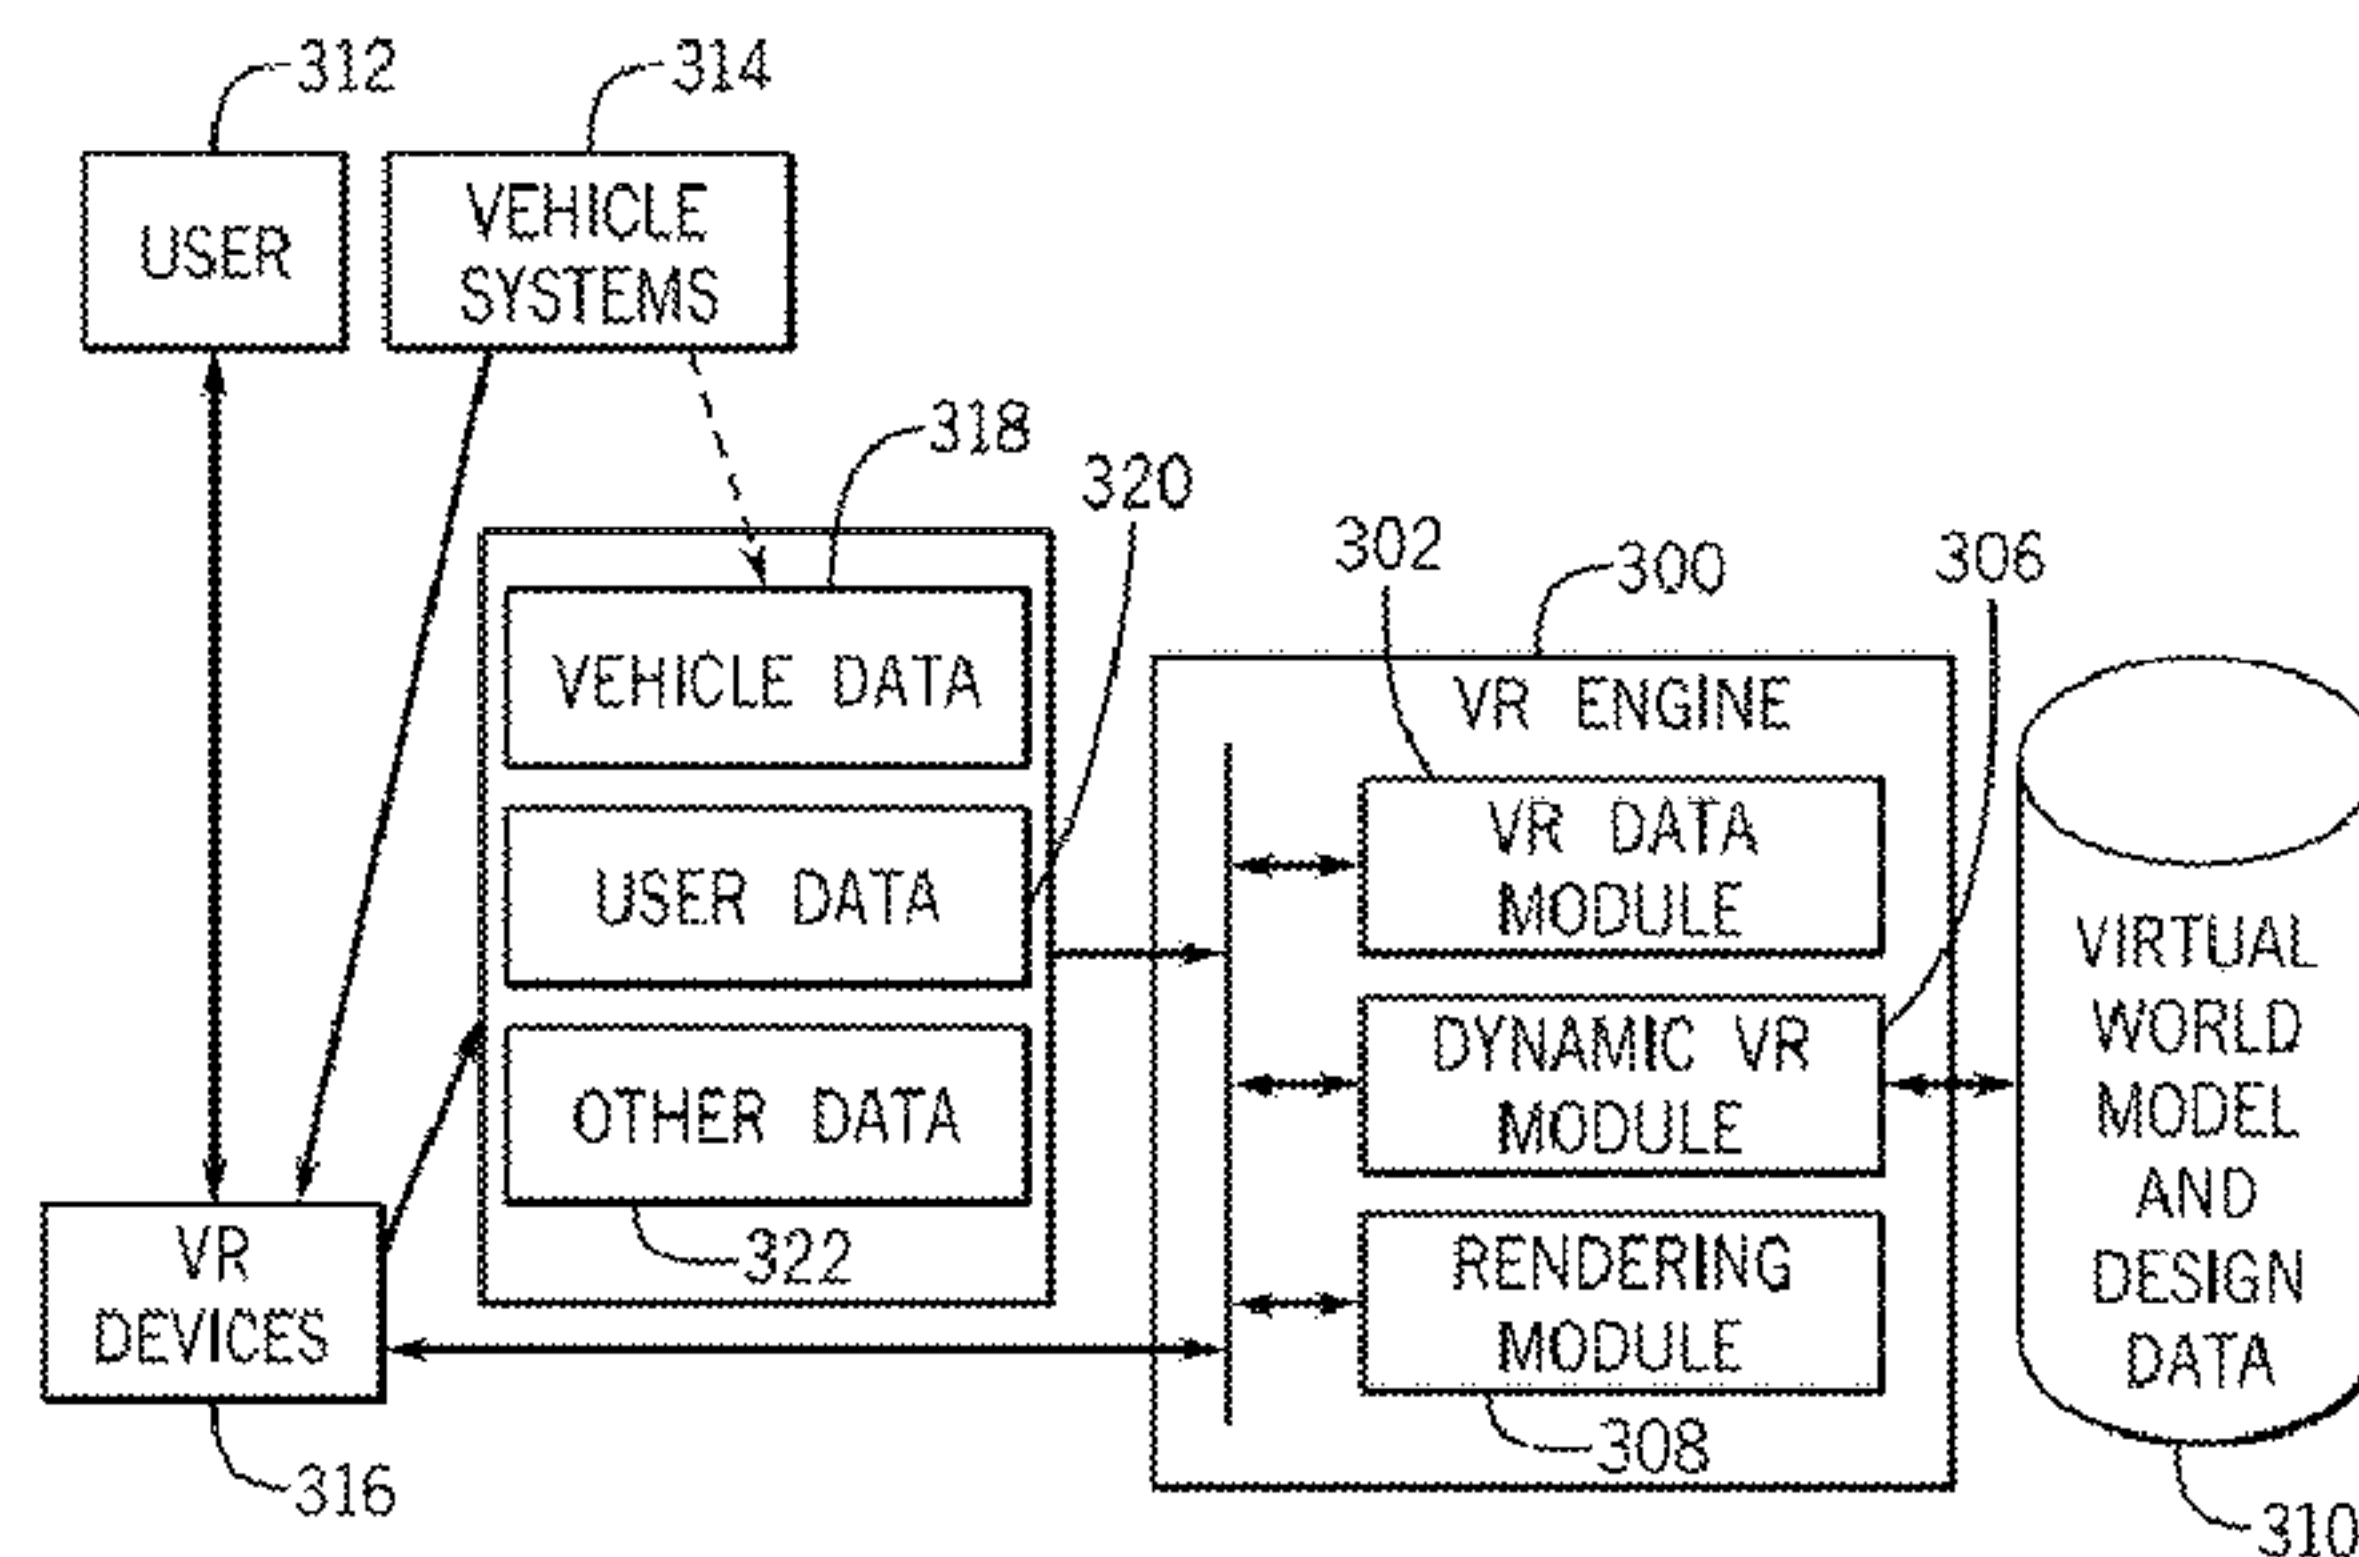 312
314
USER
VEHICLE
SYSTEMS
318
320
302
300
306
VEHICLE DATA
VR ENGINE
USER DATA
VR DATA
MODULE
OTHER DATA
DYNAMIC VR
MODULE
VIRTUAL
WORLD
MODEL
AND
DESIGN
DATA
322
RENDERING
MODULE
VR
DEVICES
308
316
310